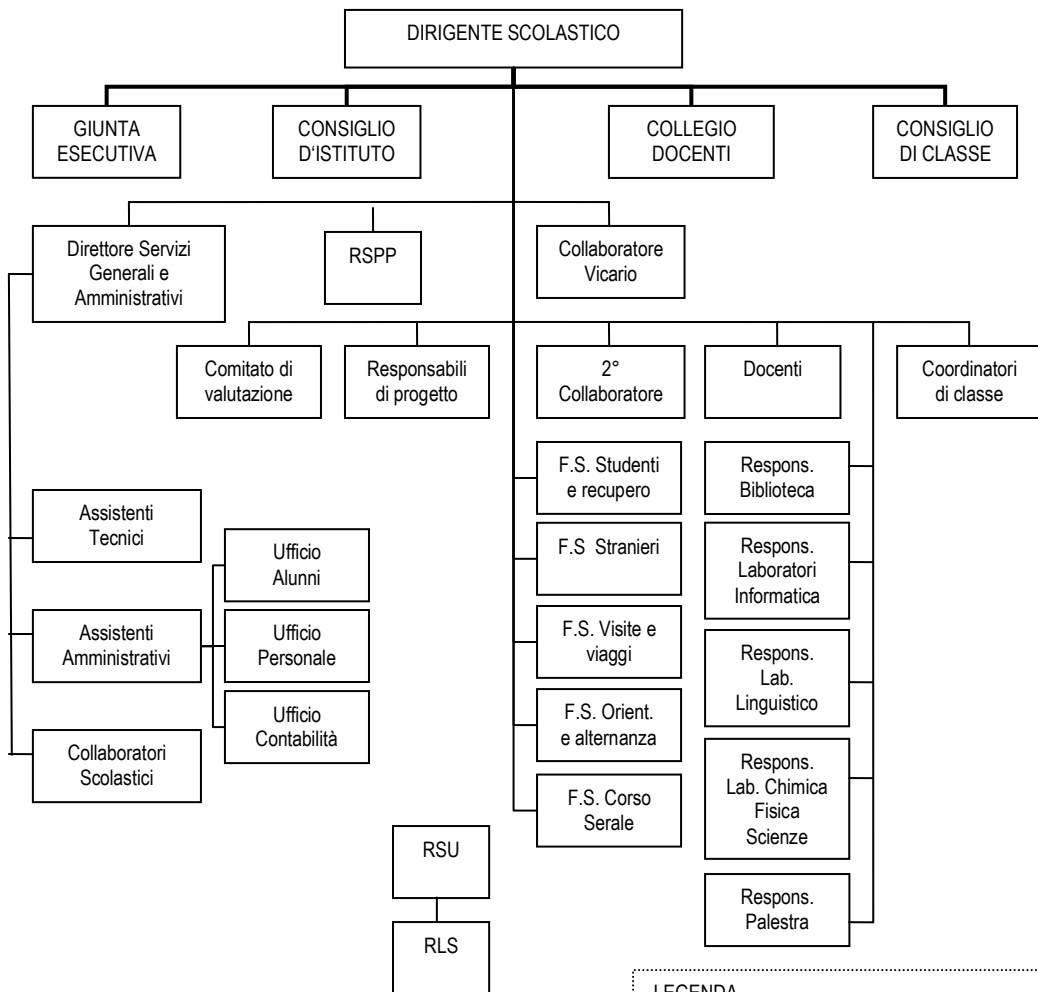 DIRIGENTE SCOLASTICO
GIUNTA
ESECUTIVA
CONSIGLIO
D‘ISTITUTO
COLLEGIO
DOCENTI
CONSIGLIO
DI CLASSE
Direttore Servizi
Generali e
Amministrativi
RSPP
Collaboratore
Vicario
Comitato di
valutazione
Responsabili
di progetto
2°
Collaboratore
Docenti
Coordinatori
di classe
F.S. Studenti
e recupero
F.S Stranieri
F.S. Visite e
viaggi
F.S. Orient.
e alternanza
F.S. Corso
Serale
Respons.
Biblioteca
Respons.
Laboratori
Informatica
Respons.
Lab.
Linguistico
Respons.
Lab. Chimica
Fisica
Scienze
Respons.
Palestra
Assistenti
Tecnici
Assistenti
Amministrativi
Collaboratori
Scolastici
Ufficio
Alunni
Ufficio
Personale
Ufficio
Contabilità
RSU
RLS
LEGENDA